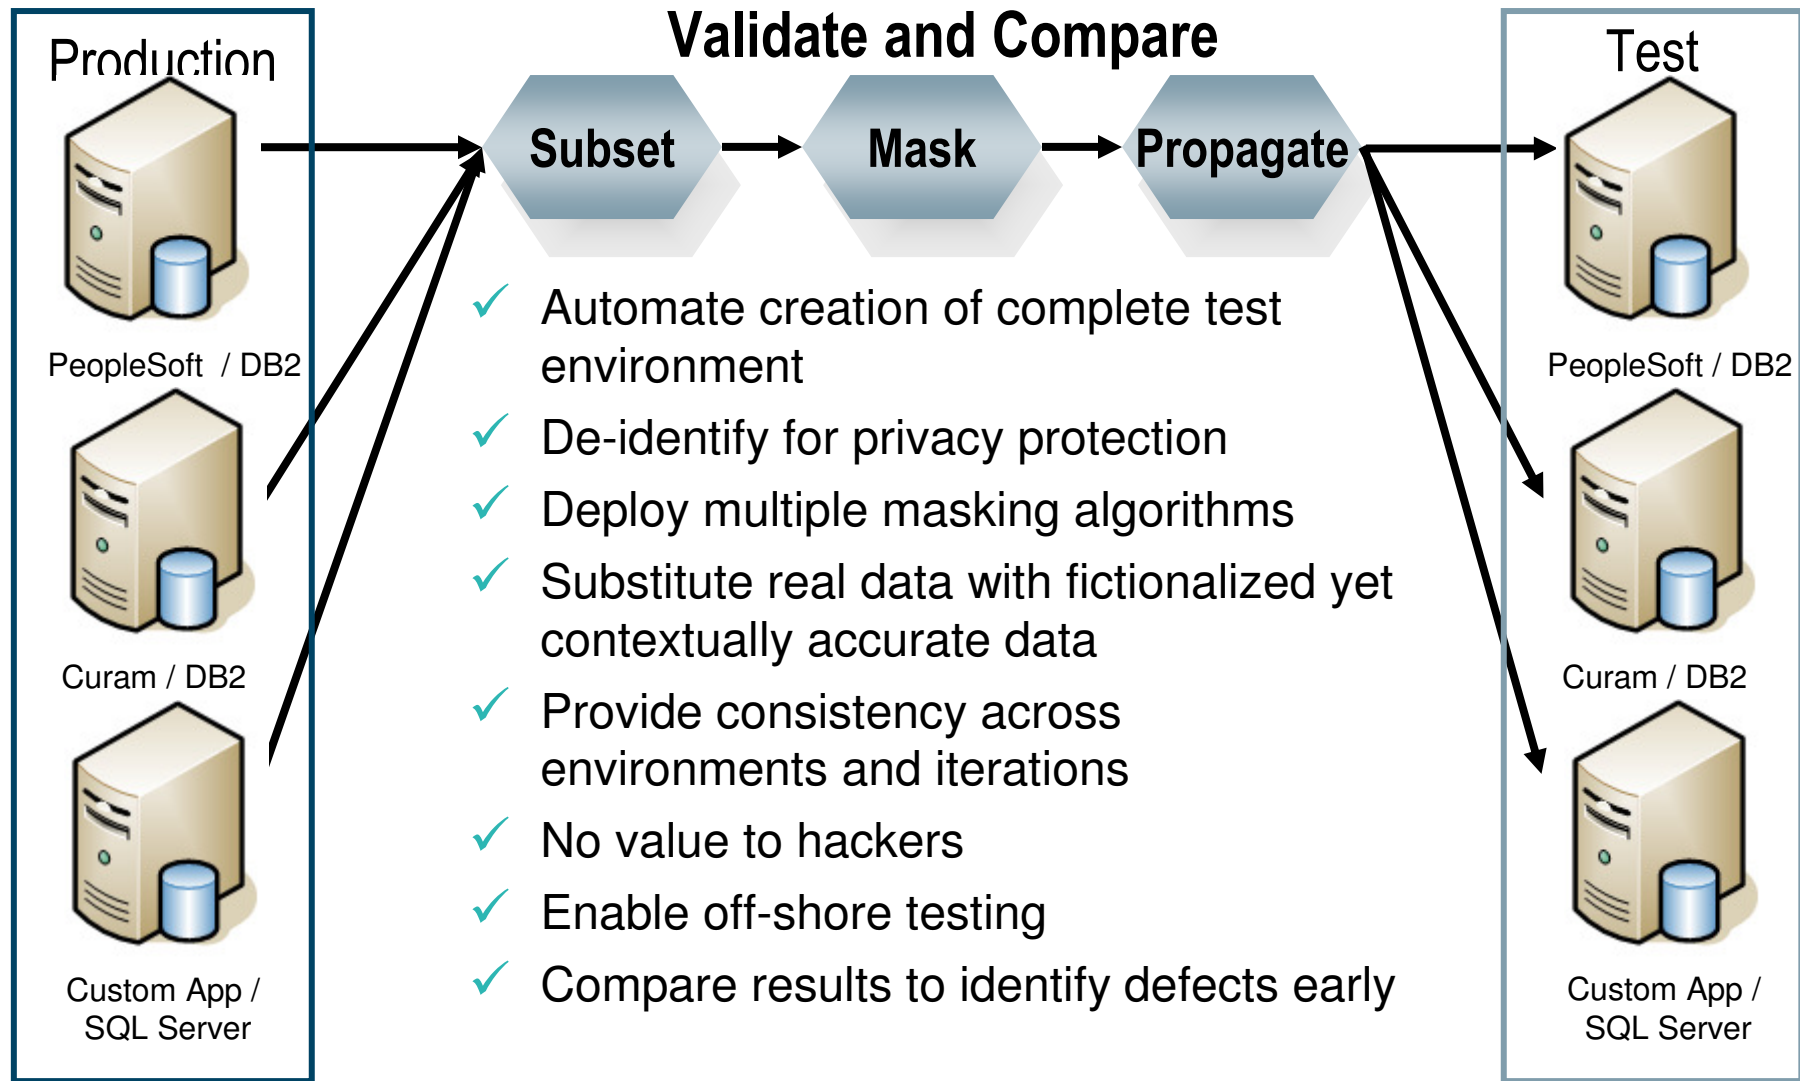 Production
PeopleSoft / DB2
Curam / DB2
Custom App /
SQL Server
Validate and Compare
Subset
Mask
Propagate
Automate creation of complete test
environment
De-identify for privacy protection
Deploy multiple masking algorithms
Substitute real data with fictionalized yet
contextually accurate data
Provide consistency across
environments and iterations
No value to hackers
Enable off-shore testing
Compare results to identify defects early
Test
PeopleSoft / DB2
Curam / DB2
Custom App /
SQL Server